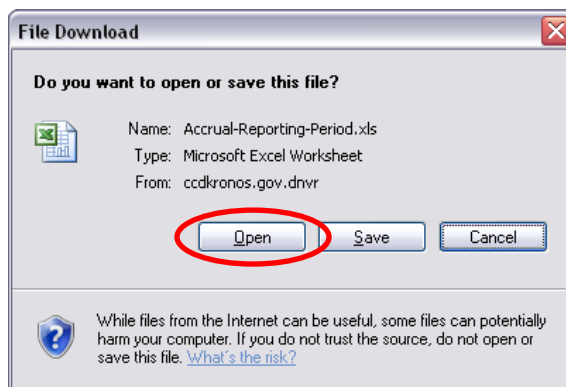 File Download
Do you want to open or save this file?
Name: Accrual-Reporting-Period.xls
Type: Microsoft Excel Worksheet
From: ccdkronos.gov.dnvr
Open Save Cancel
While files from the Internet can be useful, some files can potentially
harm your computer. If you do not trust the source, do not open or
save this file. What's the risk?